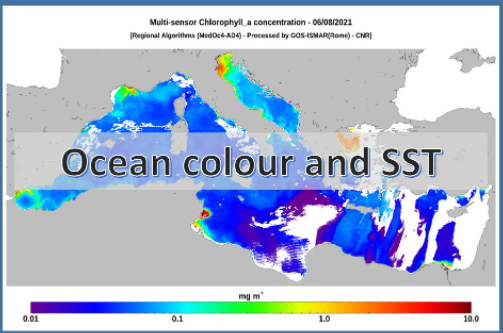 Multi-sensor Chlorophyll_a concentration - 06/08/2021
[Regional Algorithms (MedOc4-AD4) - Processed by GOS-ISMAR(Rome) - CNR]
Ocean colour and SST
mg m⁻
0.01 0.1 1.0 10.0